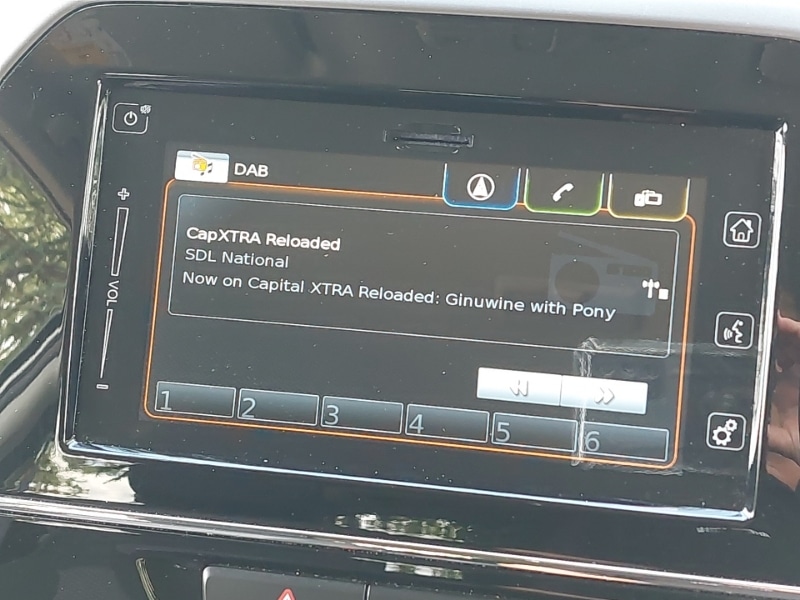 DAB
CapXTRA Reloaded
SDL National
Now on Capital XTRA Reloaded: Ginuwine with Pony
+
VOL
-
1 2 3 4 5 6